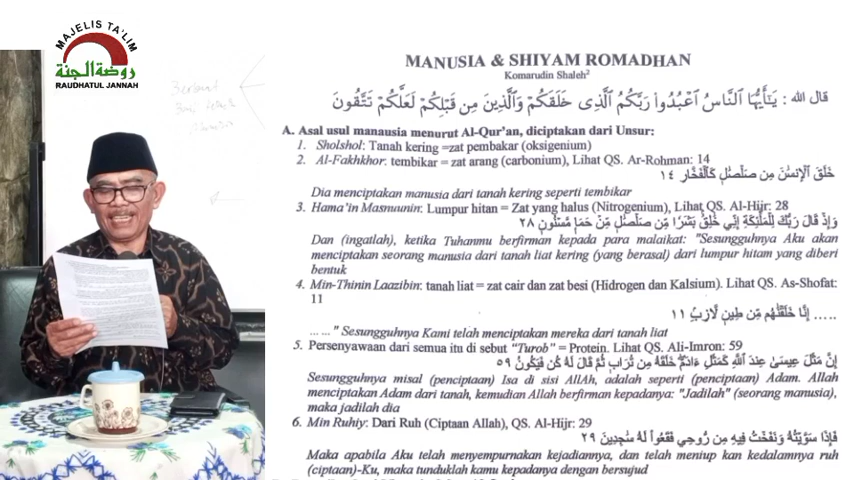 MAJELIS TA'LIM
روضة الجنة
RAUDHATUL JANNAH
MANUSIA & SHIYAM ROMADHAN
Komarudin Shaleh²
قال الله : يَـٰٓأَيُّهَا ٱلنَّاسُ ٱعْبُدُوا۟ رَبَّكُمُ ٱلَّذِى خَلَقَكُمْ وَٱلَّذِينَ مِن قَبْلِكُمْ لَعَلَّكُمْ تَتَّقُونَ
A. Asal usul manausia menurut Al-Qur'an, diciptakan dari Unsur:
1. Sholshol: Tanah kering =zat pembakar (oksigenium)
2. Al-Fakhkhor: tembikar = zat arang (carbonium), Lihat QS. Ar-Rohman: 14
خَلَقَ ٱلْإِنسَٰنَ مِن صَلْصَٰلٍ كَٱلْفَخَّارِ ١٤
Dia menciptakan manusia dari tanah kering seperti tembikar
3. Hama'in Masnuunin: Lumpur hitan = Zat yang halus (Nitrogenium), Lihat QS. Al-Hijr: 28
وَإِذْ قَالَ رَبُّكَ لِلْمَلَٰٓئِكَةِ إِنِّي خَٰلِقٌۢ بَشَرًا مِّن صَلْصَٰلٍ مِّنْ حَمَإٍ مَّسْنُونٍ ٢٨
Dan (ingatlah), ketika Tuhanmu berfirman kepada para malaikat: "Sesungguhnya Aku akan
menciptakan seorang manusia dari tanah liat kering (yang berasal) dari lumpur hitam yang diberi
bentuk
4. Min-Thinin Laazibin: tanah liat = zat cair dan zat besi (Hidrogen dan Kalsium). Lihat QS. As-Shofat:
11
..... إِنَّا خَلَقْنَٰهُم مِّن طِينٍ لَّازِبٍۭ ١١
... ... " Sesungguhnya Kami telah menciptakan mereka dari tanah liat
5. Persenyawaan dari semua itu di sebut "Turob" = Protein. Lihat QS. Ali-Imron: 59
إِنَّ مَثَلَ عِيسَىٰ عِندَ ٱللَّهِ كَمَثَلِ ءَادَمَ خَلَقَهُۥ مِن تُرَابٍ ثُمَّ قَالَ لَهُۥ كُن فَيَكُونُ ٥٩
Sesungguhnya misal (penciptaan) Isa di sisi AllAh, adalah seperti (penciptaan) Adam. Allah
menciptakan Adam dari tanah, kemudian Allah berfirman kepadanya: "Jadilah" (seorang manusia),
maka jadilah dia
6. Min Ruhiy: Dari Ruh (Ciptaan Allah), QS. Al-Hijr: 29
فَإِذَا سَوَّيْتُهُۥ وَنَفَخْتُ فِيهِ مِن رُّوحِي فَقَعُوا۟ لَهُۥ سَٰجِدِينَ ٢٩
Maka apabila Aku telah menyempurnakan kejadiannya, dan telah meniup kan kedalamnya ruh
(ciptaan)-Ku, maka tunduklah kamu kepadanya dengan bersujud